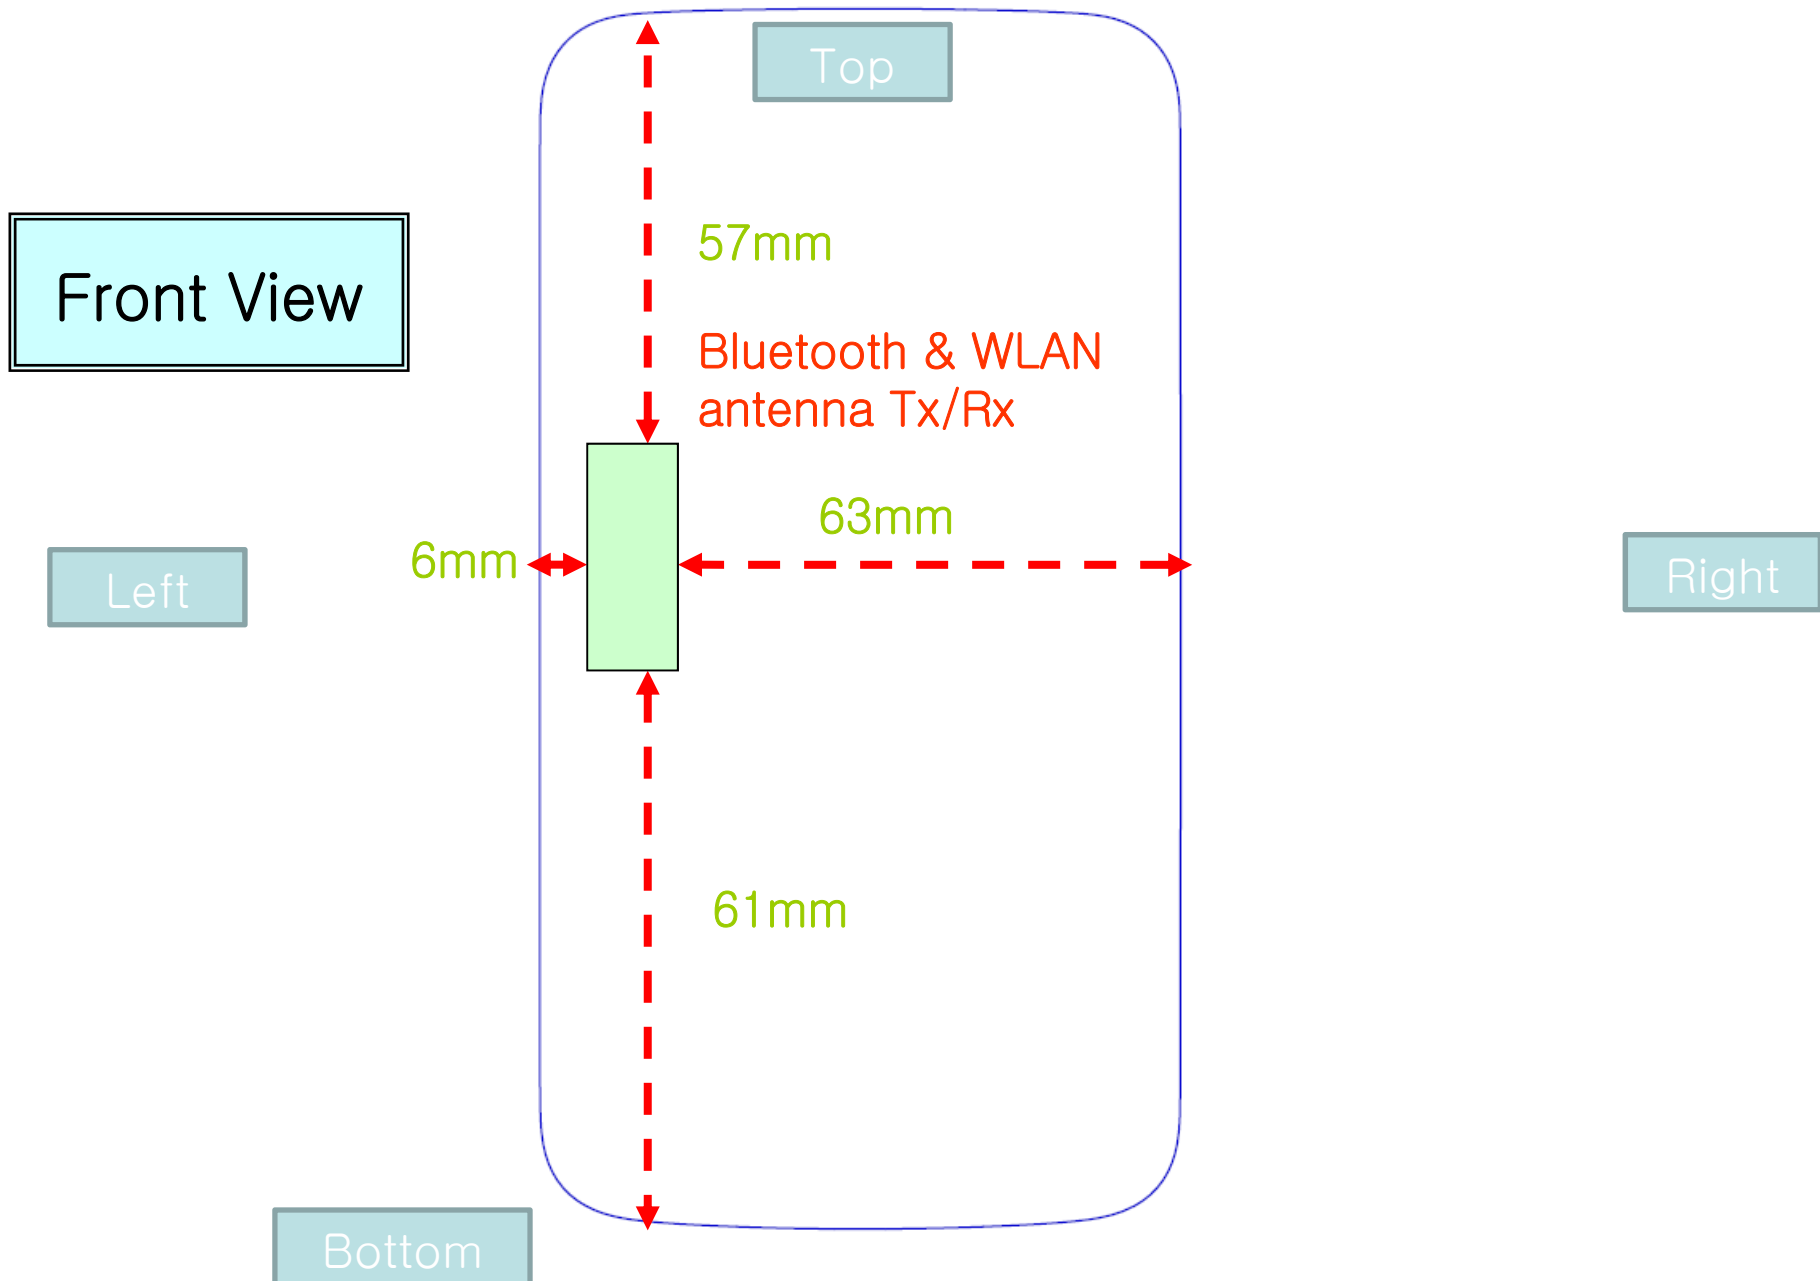 Top
57mm
Front View
Bluetooth & WLAN
antenna Tx/Rx
63mm
6mm
Left
Right
61mm
Bottom